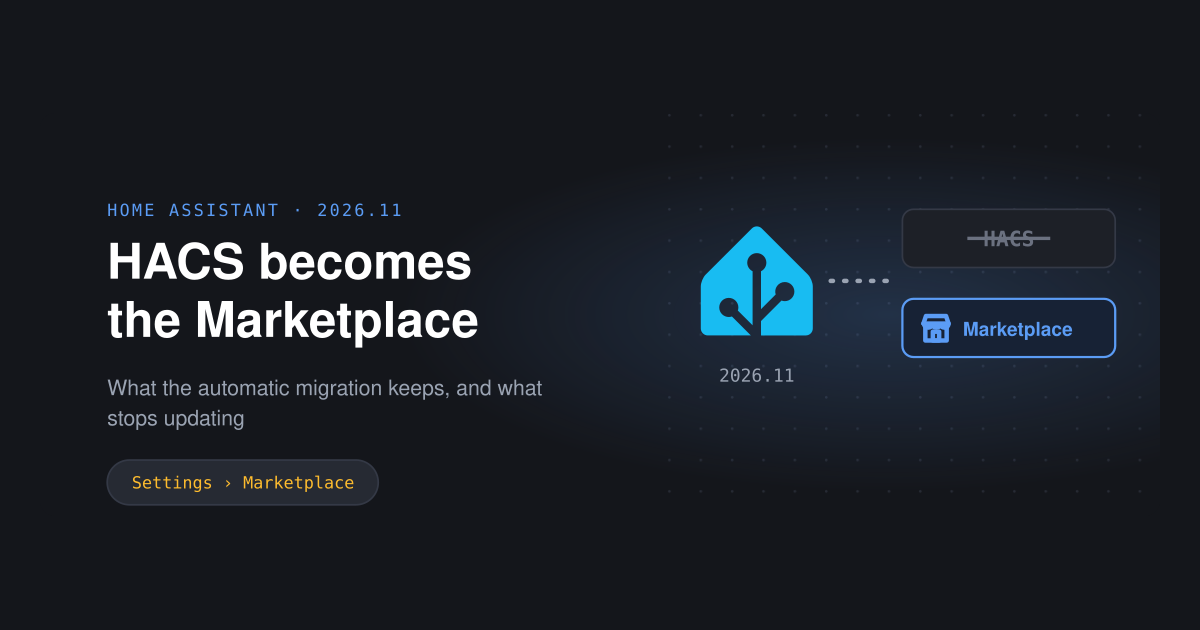 HOME ASSISTANT · 2026.11
HACS becomes
the Marketplace
What the automatic migration keeps, and what
stops updating
Settings › Marketplace
2026.11
HACS
Marketplace